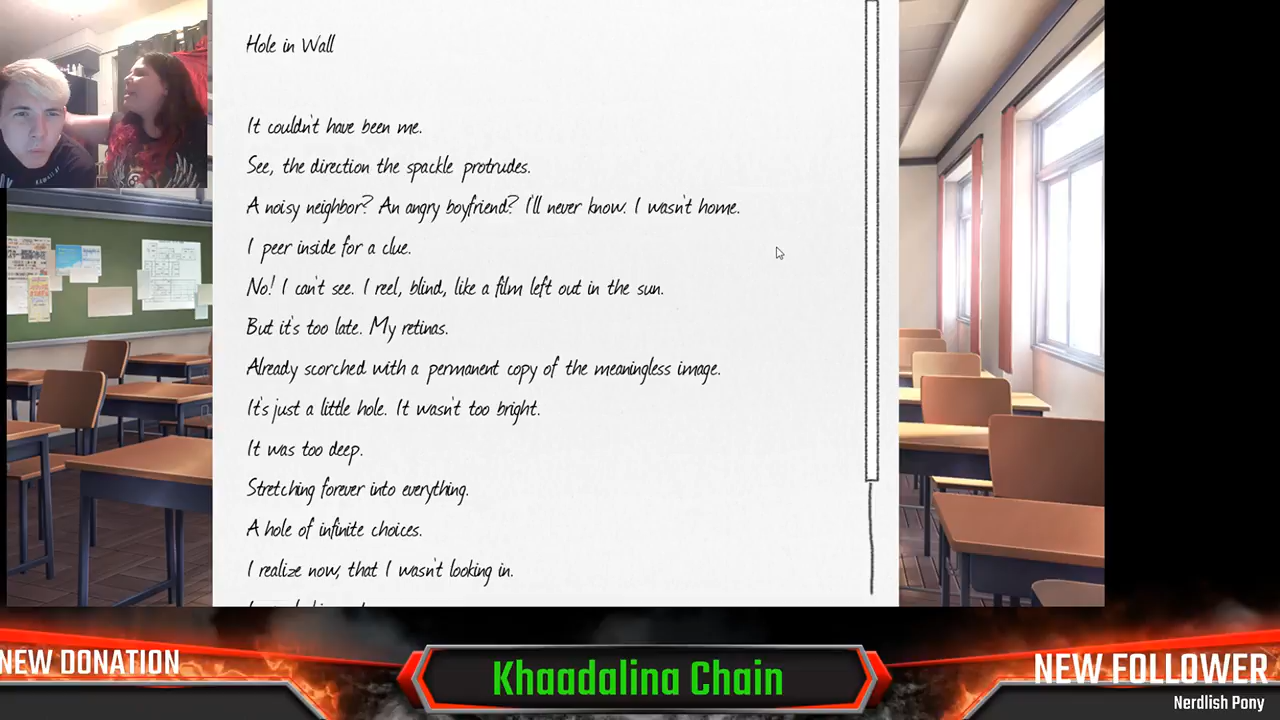 Hole in Wall
It couldn't have been me.
See, the direction the spackle protrudes.
A noisy neighbor? An angry boyfriend? I'll never know. I wasn't home.
I peer inside for a clue.
No! I can't see. I reel, blind, like a film left out in the sun.
But it's too late. My retinas.
Already scorched with a permanent copy of the meaningless image.
It's just a little hole. It wasn't too bright.
It was too deep.
Stretching forever into everything.
A hole of infinite choices.
I realize now, that I wasn't looking in.
NEW DONATION
Khaadalina Chain
NEW FOLLOWER
Nerdlish Pony